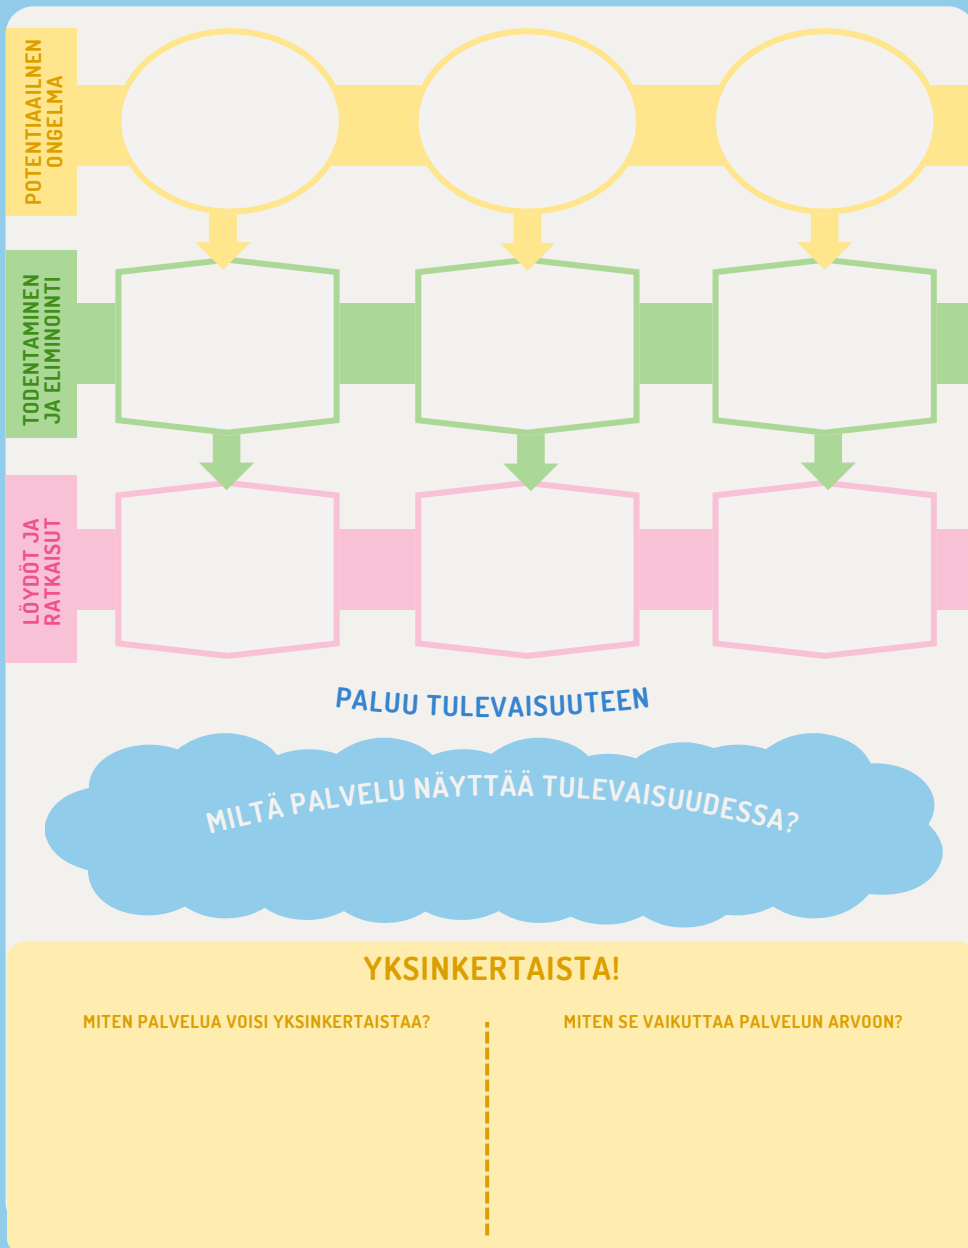 POTENTIAAILNEN
ONGELMA
TODENTAMINEN
JA ELIMINOINTI
LÖYDÖT JA
RATKAISUT
PALUU TULEVAISUUTEEN
MILTÄ PALVELU NÄYTTÄÄ TULEVAISUUDESSA?
YKSINKERTAISTA!
MITEN PALVELUA VOISI YKSINKERTAISTAA?
MITEN SE VAIKUTTAA PALVELUN ARVOON?